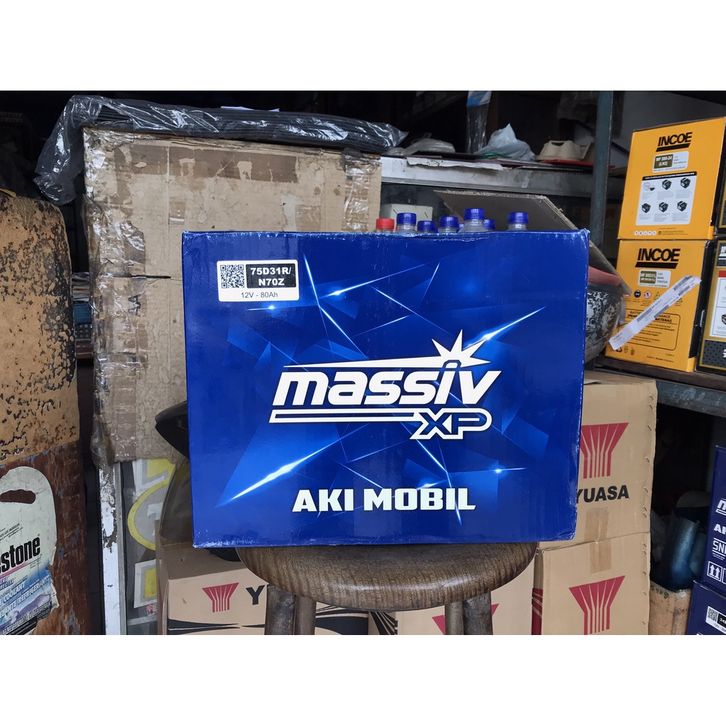 75D31R/
N70Z
12V - 80Ah
massiv
XP
AKI MOBIL
INCOE
INCOE
YUASA
stone
Y